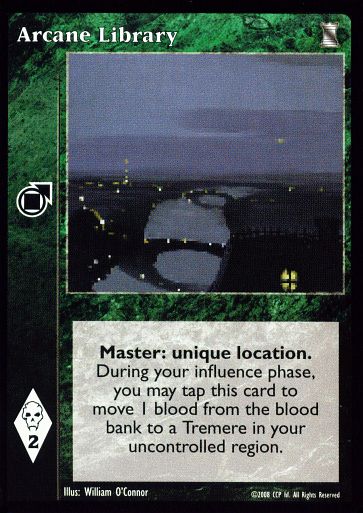 Arcane Library
Master: unique location.
During your influence phase,
you may tap this card to
move 1 blood from the blood
bank to a Tremere in your
uncontrolled region.
2
Illus: William O'Connor
©2008 CCP hf. All Rights Reserved